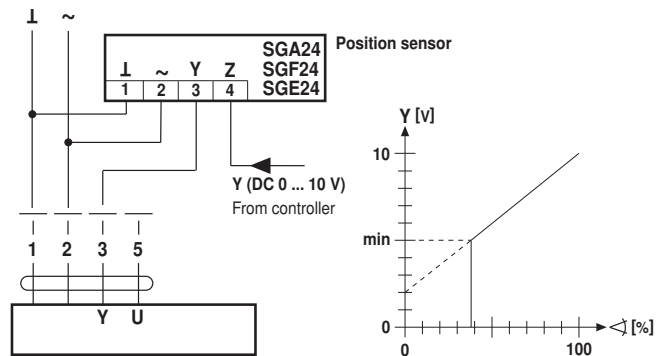 ⊥ ~
SGA24
SGF24
SGE24
Position sensor
⊥ ~ Y Z
1 2 3 4
Y (DC 0 ... 10 V)
From controller
1 2 3 5
Y U
Y [V]
10
min
0
0 100
[%]